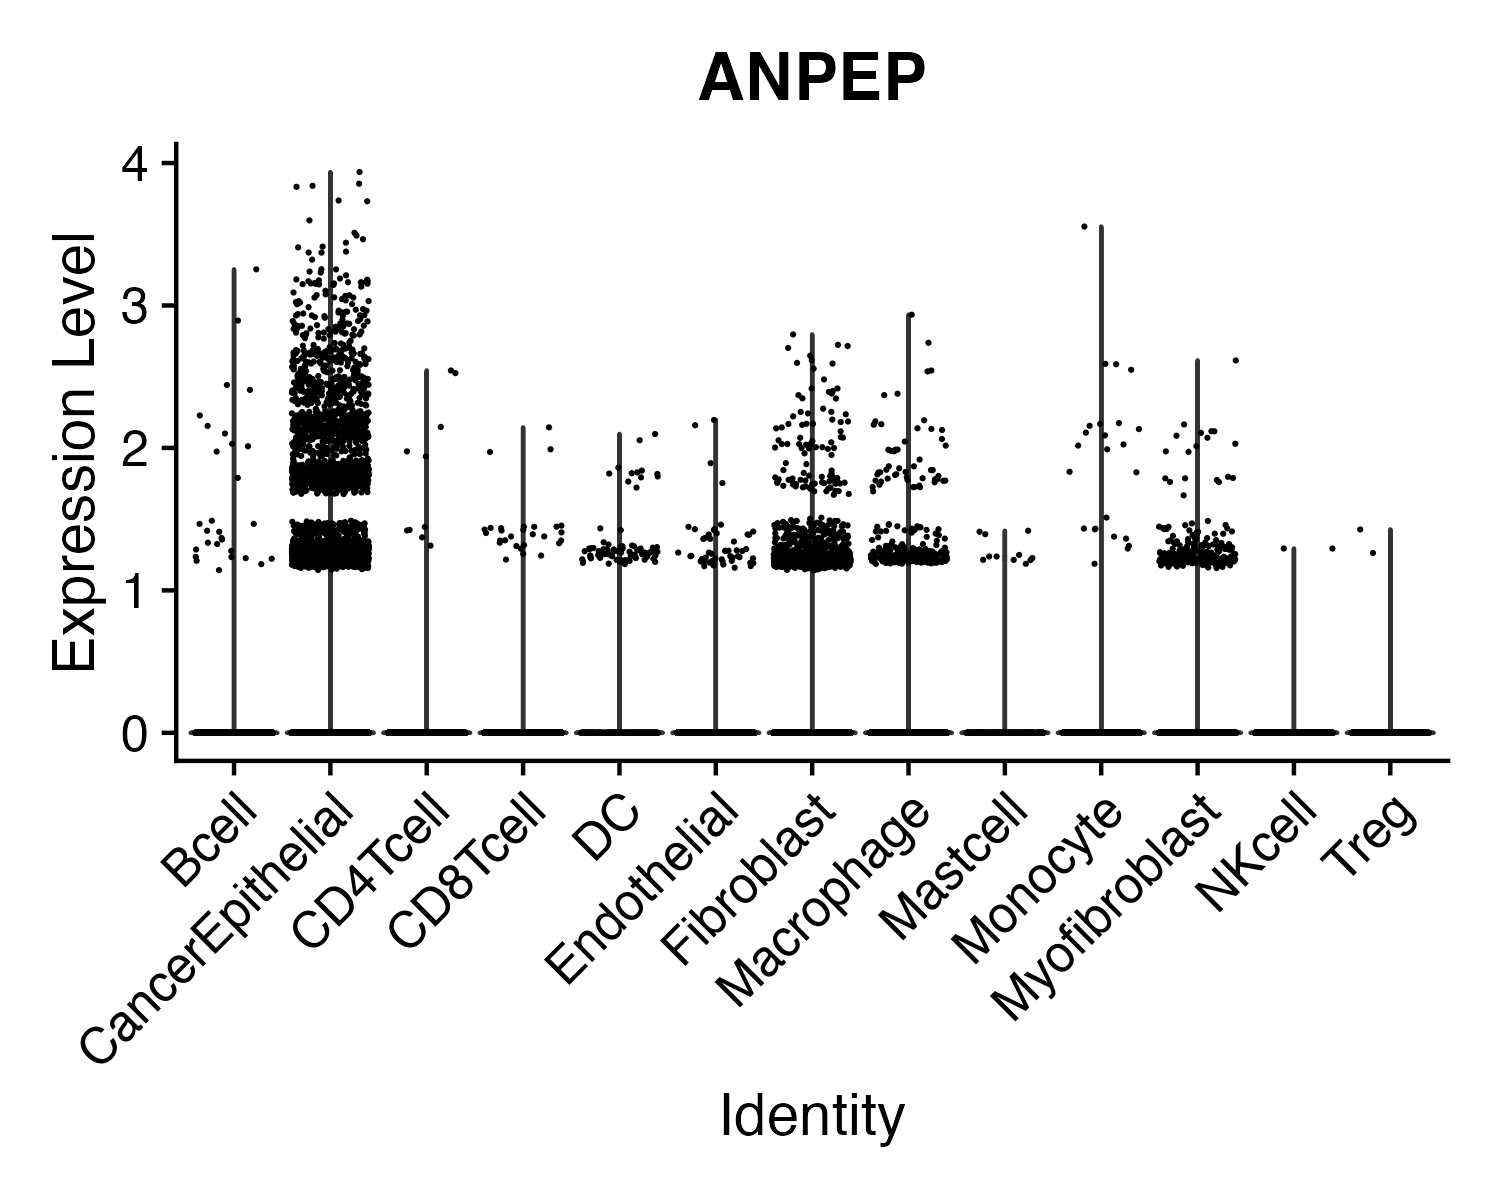 ANPEP
Expression Level
4
3
2
1
0
Bcell
CancerEpithelial
CD4Tcell
CD8Tcell
DC
Endothelial
Fibroblast
Macrophage
Mastcell
Monocyte
Myofibroblast
NKcell
Treg
Identity